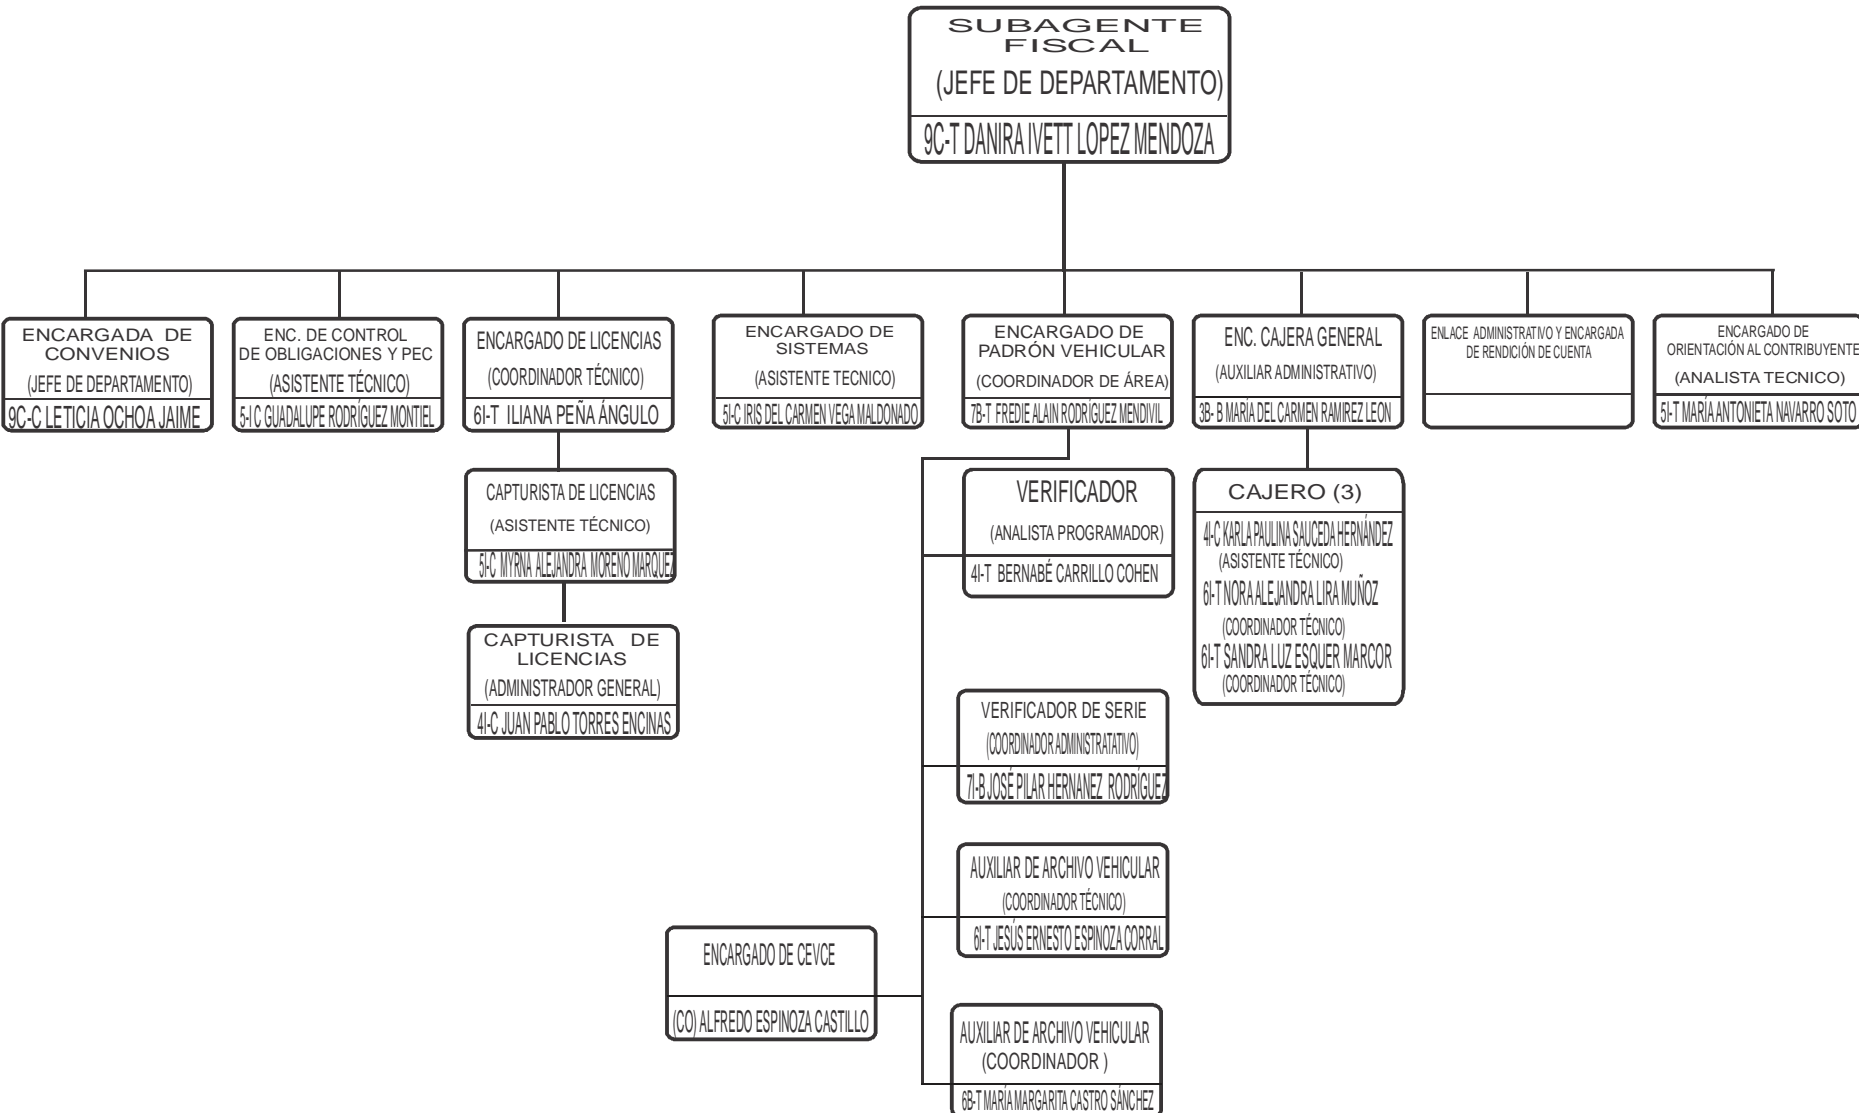 SUBAGENTE
FISCAL
(JEFE DE DEPARTAMENTO)
9C-T DANIRA IVETT LOPEZ MENDOZA
ENCARGADA DE
CONVENIOS
(JEFE DE DEPARTAMENTO)
9C-C LETICIA OCHOA JAIME
ENC. DE CONTROL
DE OBLIGACIONES Y PEC
(ASISTENTE TÉCNICO)
5-I C GUADALUPE RODRÍGUEZ MONTIEL
ENCARGADO DE LICENCIAS
(COORDINADOR TÉCNICO)
6I-T ILIANA PEÑA ÁNGULO
ENCARGADO DE
SISTEMAS
(ASISTENTE TECNICO)
5I-C IRIS DEL CARMEN VEGA MALDONADO
ENCARGADO DE
PADRÓN VEHICULAR
(COORDINADOR DE ÁREA)
7B-T FREDIE ALAIN RODRÍGUEZ MENDIVIL
ENC. CAJERA GENERAL
(AUXILIAR ADMINISTRATIVO)
3B- B MARÍA DEL CARMEN RAMIREZ LEON
ENLACE ADMINISTRATIVO Y ENCARGADA
DE RENDICIÓN DE CUENTA
ENCARGADO DE
ORIENTACIÓN AL CONTRIBUYENTE
(ANALISTA TECNICO)
5I-T MARÍA ANTONIETA NAVARRO SOTO
CAPTURISTA DE LICENCIAS
(ASISTENTE TÉCNICO)
5I-C MYRNA ALEJANDRA MORENO MARQUEZ
CAPTURISTA DE
LICENCIAS
(ADMINISTRADOR GENERAL)
4I-C JUAN PABLO TORRES ENCINAS
VERIFICADOR
(ANALISTA PROGRAMADOR)
4I-T BERNABÉ CARRILLO COHEN
CAJERO (3)
4I-C KARLA PAULINA SAUCEDA HERNÁNDEZ
(ASISTENTE TÉCNICO)
6I-T NORA ALEJANDRA LIRA MUÑOZ
(COORDINADOR TÉCNICO)
6I-T SANDRA LUZ ESQUER MARCOR
(COORDINADOR TÉCNICO)
VERIFICADOR DE SERIE
(COORDINADOR ADMINISTRATATIVO)
7I-B JOSÉ PILAR HERNANEZ RODRÍGUEZ
AUXILIAR DE ARCHIVO VEHICULAR
(COORDINADOR TÉCNICO)
6I-T JESÚS ERNESTO ESPINOZA CORRAL
ENCARGADO DE CEVCE
(CO) ALFREDO ESPINOZA CASTILLO
AUXILIAR DE ARCHIVO VEHICULAR
(COORDINADOR )
6B-T MARÍA MARGARITA CASTRO SÁNCHEZ